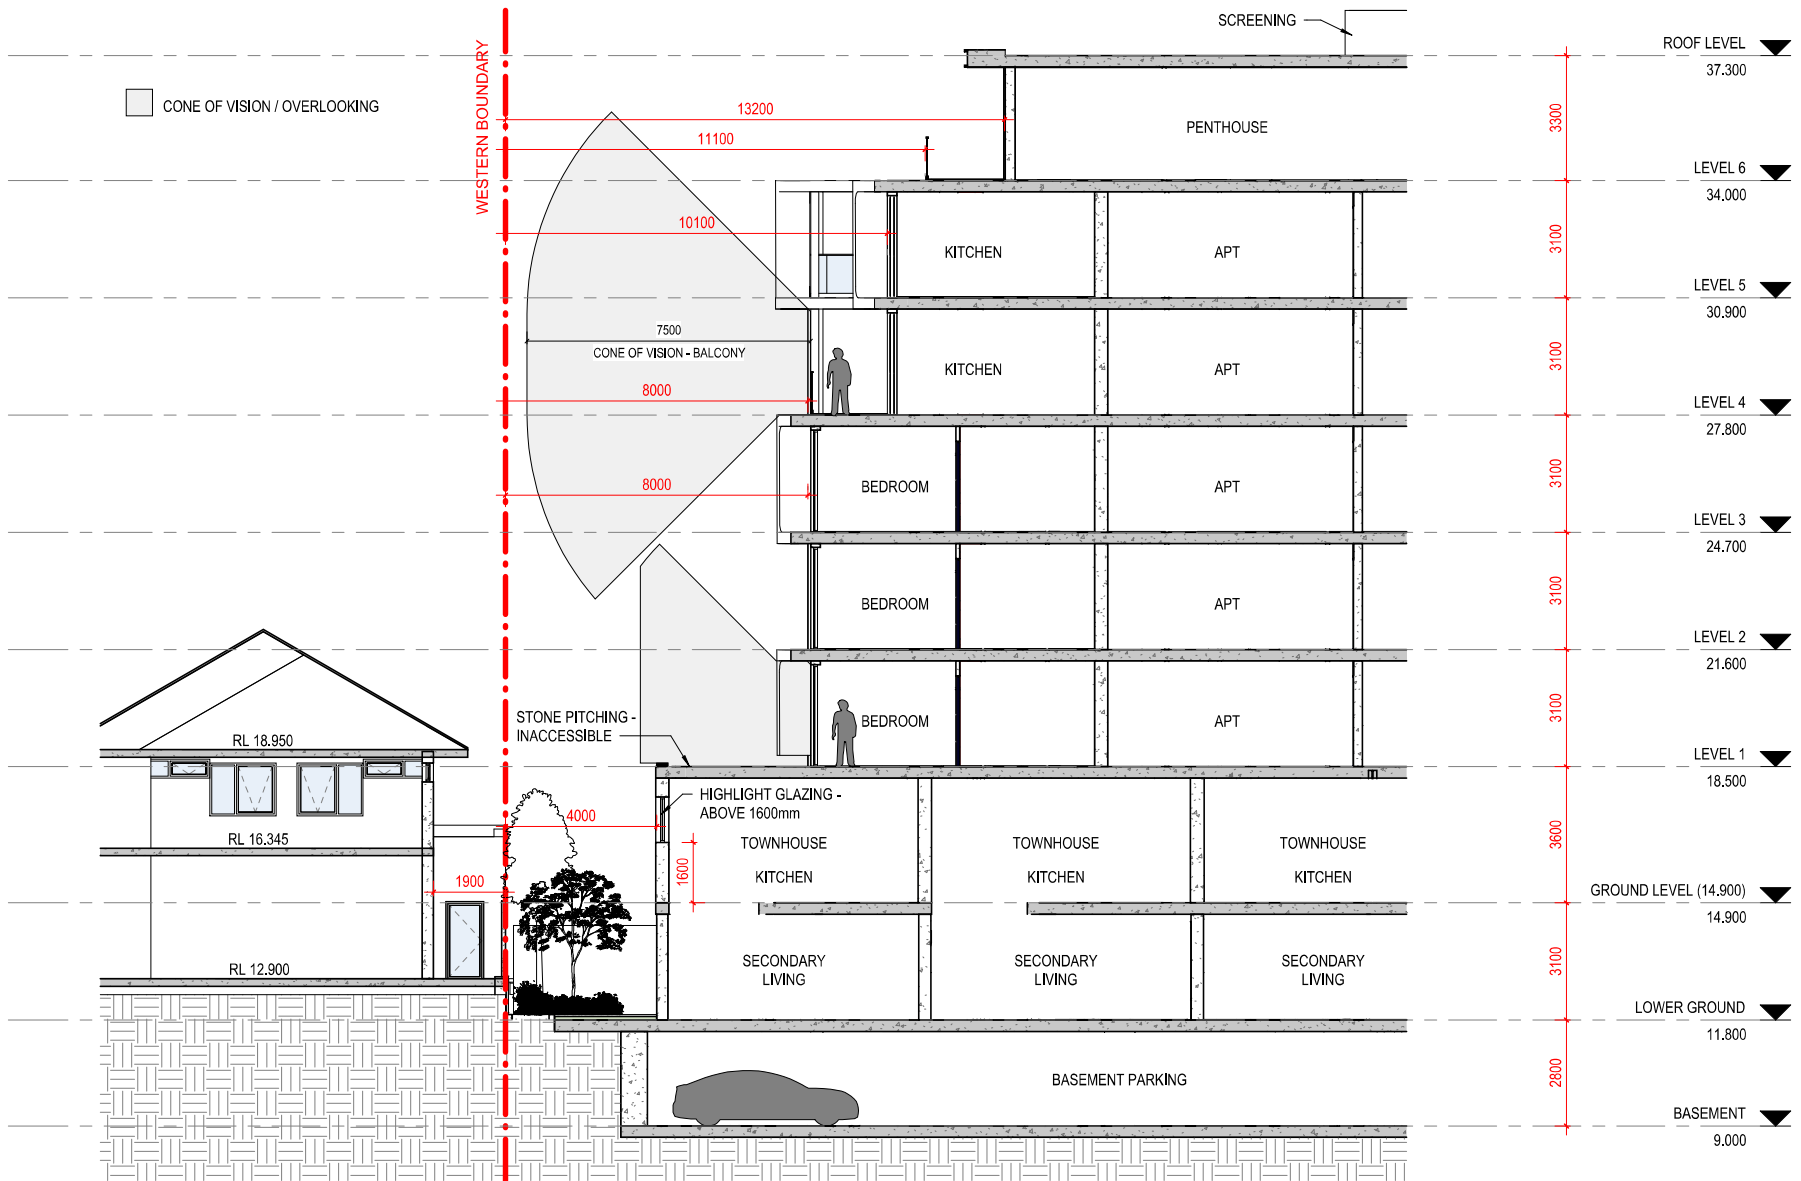 SCREENING
ROOF LEVEL
37.300
WESTERN BOUNDARY
CONE OF VISION / OVERLOOKING
13200
3300
PENTHOUSE
11100
LEVEL 6
34.000
10100
3100
KITCHEN
APT
LEVEL 5
30.900
7500
CONE OF VISION - BALCONY
3100
KITCHEN
APT
8000
LEVEL 4
27.800
8000
3100
BEDROOM
APT
LEVEL 3
24.700
3100
BEDROOM
APT
LEVEL 2
21.600
STONE PITCHING -
INACCESSIBLE
3100
BEDROOM
APT
RL 18.950
LEVEL 1
18.500
HIGHLIGHT GLAZING -
ABOVE 1600mm
4000
RL 16.345
3600
TOWNHOUSE
KITCHEN
TOWNHOUSE
KITCHEN
TOWNHOUSE
KITCHEN
1600
1900
GROUND LEVEL (14.900)
14.900
RL 12.900
SECONDARY
LIVING
SECONDARY
LIVING
SECONDARY
LIVING
3100
LOWER GROUND
11.800
BASEMENT PARKING
2800
BASEMENT
9.000